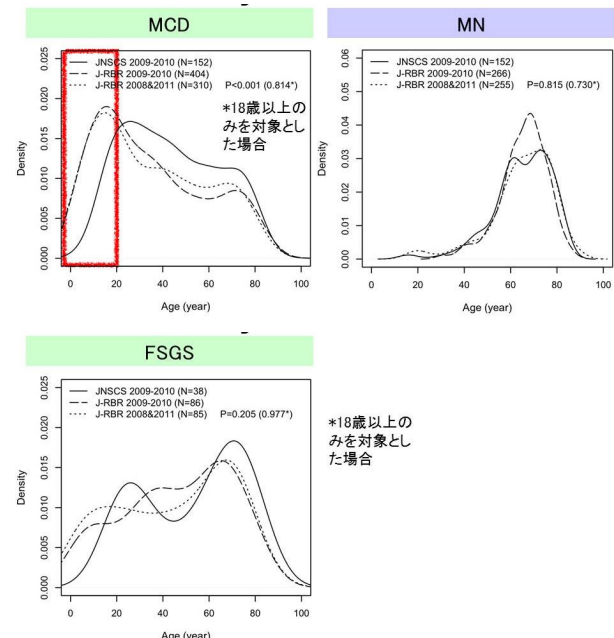 MCD
JNSCS 2009-2010 (N=152)
J-RBR 2009-2010 (N=404)
J-RBR 2008&2011 (N=310) P<0.001 (0.814*)
*18歳以上の
みを対象とし
た場合
Density
0.000 0.005 0.010 0.015 0.020 0.025
0 20 40 60 80 100
Age (year)
MN
JNSCS 2009-2010 (N=152)
J-RBR 2009-2010 (N=266)
J-RBR 2008&2011 (N=255) P=0.815 (0.730*)
Density
0.00 0.01 0.02 0.03 0.04 0.05 0.06
0 20 40 60 80 100
Age (year)
FSGS
JNSCS 2009-2010 (N=38)
J-RBR 2009-2010 (N=86)
J-RBR 2008&2011 (N=85) P=0.205 (0.977*)
*18歳以上の
みを対象とし
た場合
Density
0.000 0.005 0.010 0.015 0.020 0.025
0 20 40 60 80 100
Age (year)